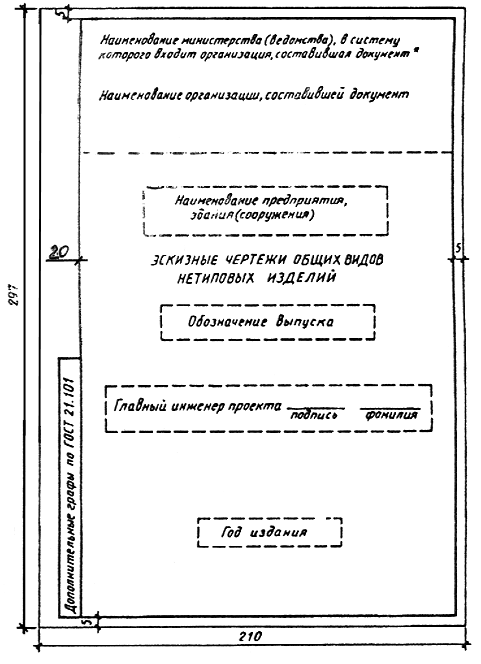 5
Наименование министерства (ведомства), в систему
которого входит организация, составившая документ*
Наименование организации, составившей документ
Наименование предприятия,
здания (сооружения)
20
5
ЭСКИЗНЫЕ ЧЕРТЕЖИ ОБЩИХ ВИДОВ
НЕТИПОВЫХ ИЗДЕЛИЙ
297
Обозначение выпуска
Главный инженер проекта
подпись фамилия
Дополнительные графы по ГОСТ 21.101
Год издания
5
210